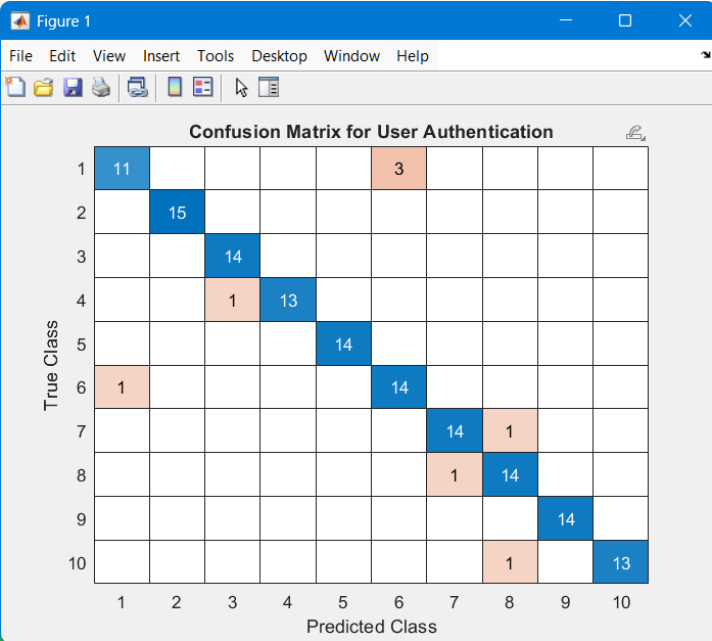 Figure 1
File Edit View Insert Tools Desktop Window Help
Confusion Matrix for User Authentication
1 11 3
2 15
3 14
4 1 13
5 14
6 1 14
7 14 1
8 1 14
9 14
10 1 13
True Class
1 2 3 4 5 6 7 8 9 10
Predicted Class